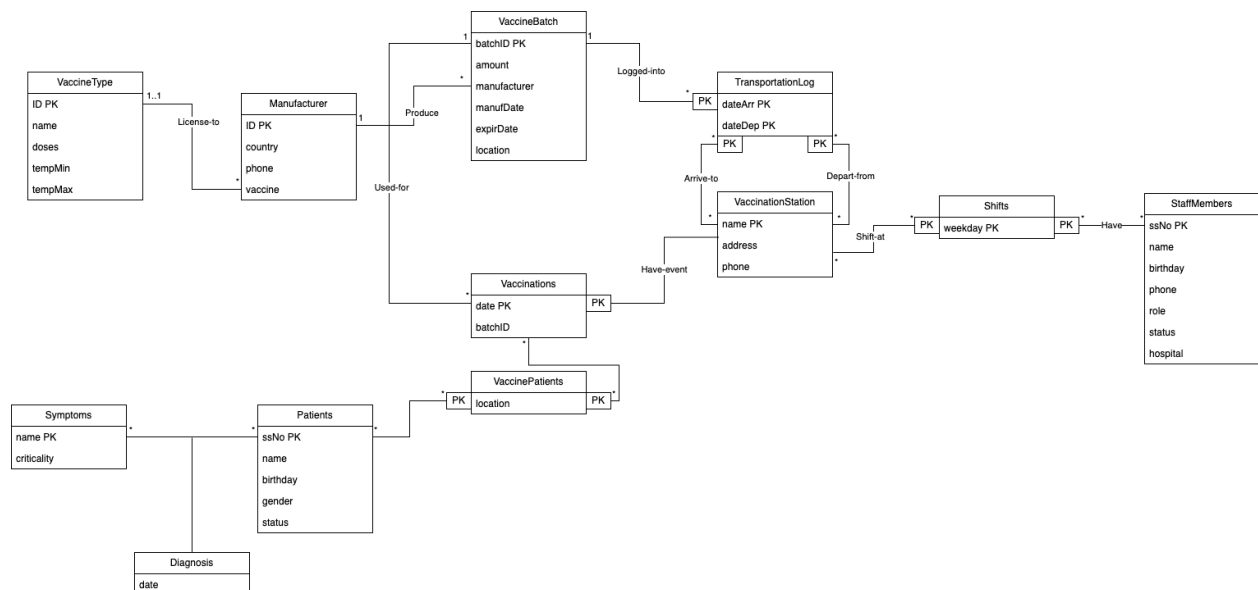 VaccineBatch
batchID PK
amount
manufacturer
manufDate
expirDate
location
1
1
*
Logged-into
VaccineType
ID PK
name
doses
tempMin
tempMax
1..1
License-to
*
Manufacturer
ID PK
country
phone
vaccine
1
Produce
Used-for
TransportationLog
dateArr PK
dateDep PK
*
PK
*
PK
PK
*
Arrive-to
Depart-from
VaccinationStation
name PK
address
phone
*
*
*
Shift-at
Shifts
weekday PK
*
PK
PK
*
Have
*
StaffMembers
ssNo PK
name
birthday
phone
role
status
hospital
Have-event
Vaccinations
date PK
batchID
*
PK
*
VaccinePatients
location
*
PK
PK
*
Symptoms
name PK
criticality
*
Patients
ssNo PK
name
birthday
gender
status
*
*
Diagnosis
date